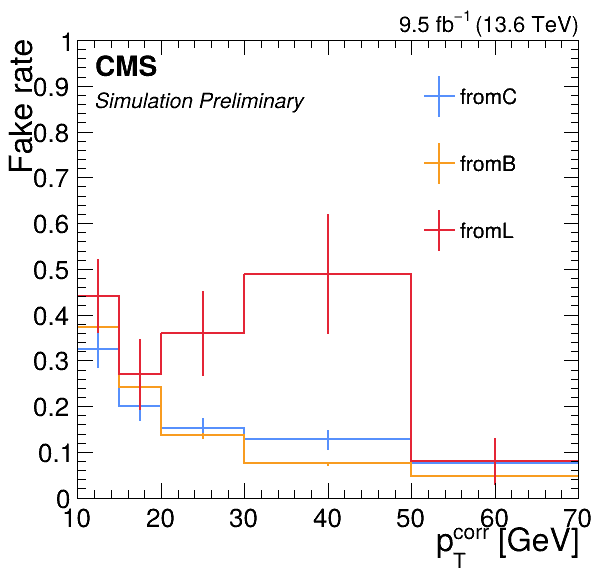 9.5 fb⁻¹ (13.6 TeV)
CMS
Simulation Preliminary
fromC
fromB
fromL
Fake rate
1
0.9
0.8
0.7
0.6
0.5
0.4
0.3
0.2
0.1
0
10 20 30 40 50 60 70
p_T^corr [GeV]